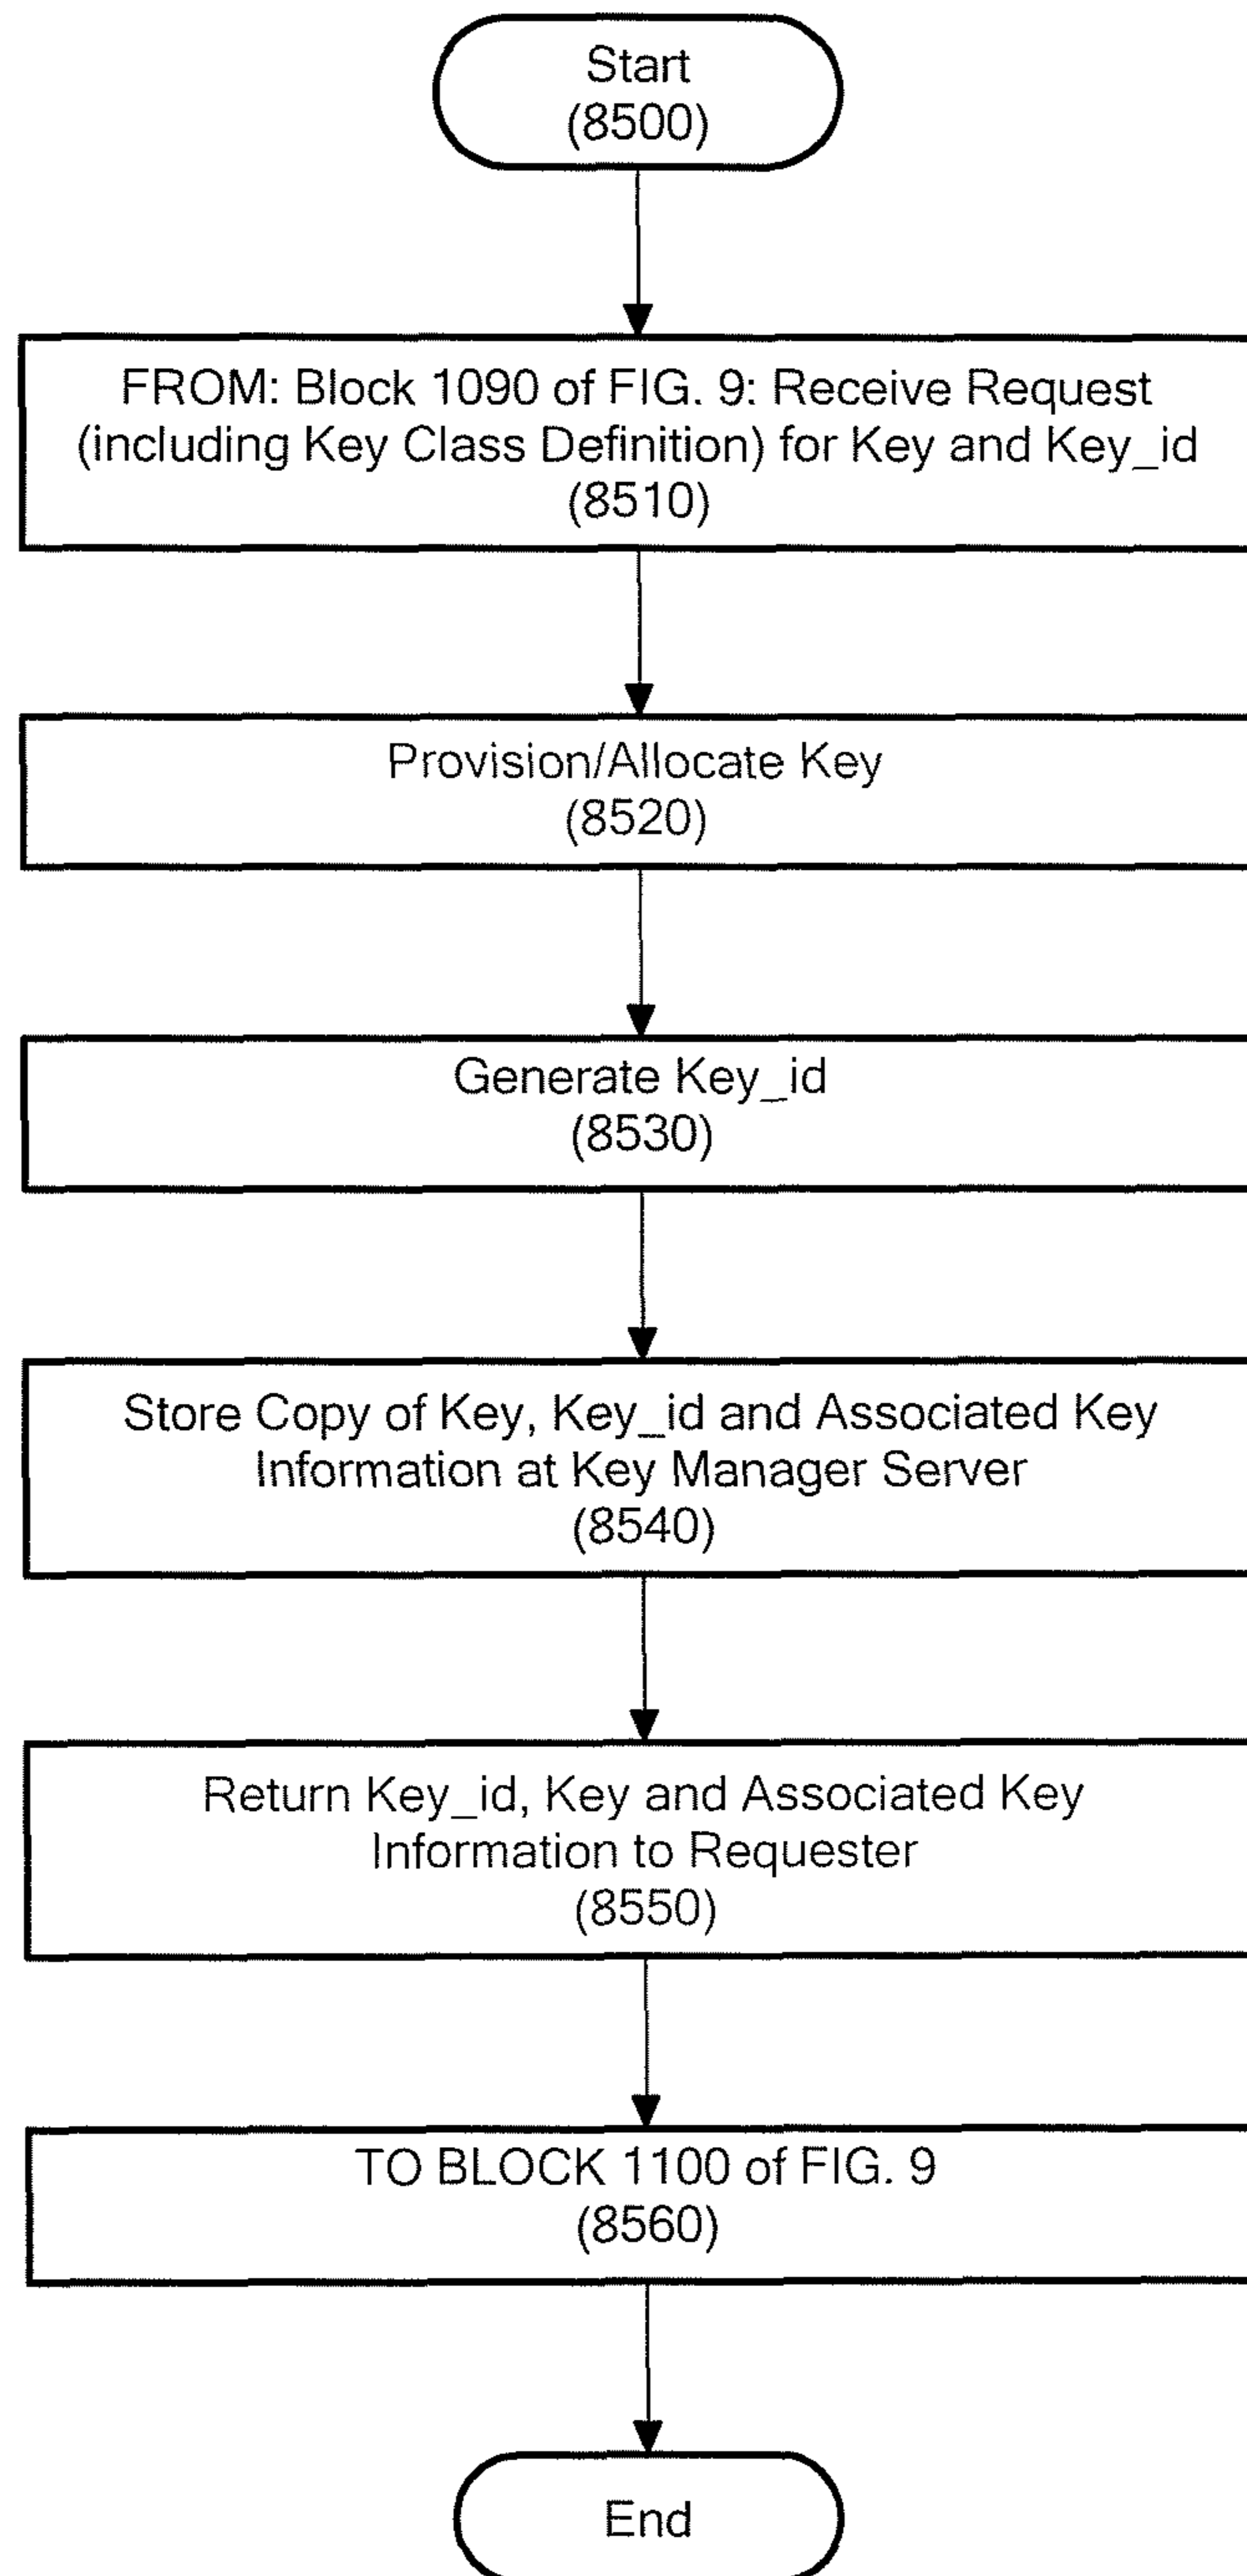 Start
(8500)
FROM: Block 1090 of FIG. 9: Receive Request
(including Key Class Definition) for Key and Key_id
(8510)
Provision/Allocate Key
(8520)
Generate Key_id
(8530)
Store Copy of Key, Key_id and Associated Key
Information at Key Manager Server
(8540)
Return Key_id, Key and Associated Key
Information to Requester
(8550)
TO BLOCK 1100 of FIG. 9
(8560)
End